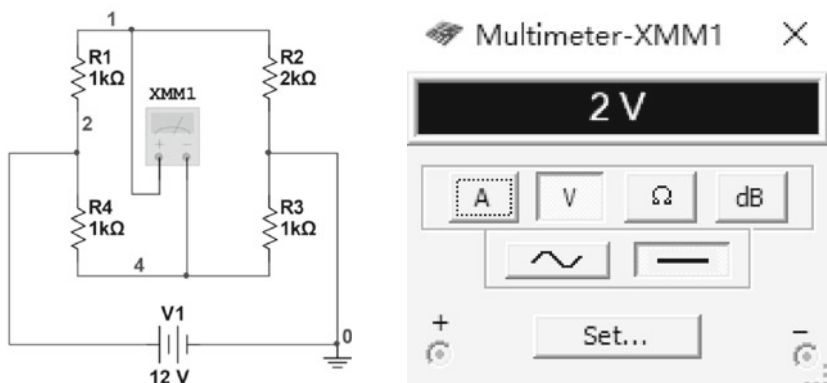 1
R1
1kΩ
R2
2kΩ
XMM1
+ −
2
R4
1kΩ
R3
1kΩ
4
V1
12 V
0
Multimeter-XMM1 ×
2 V
A V Ω dB
+ −
Set...